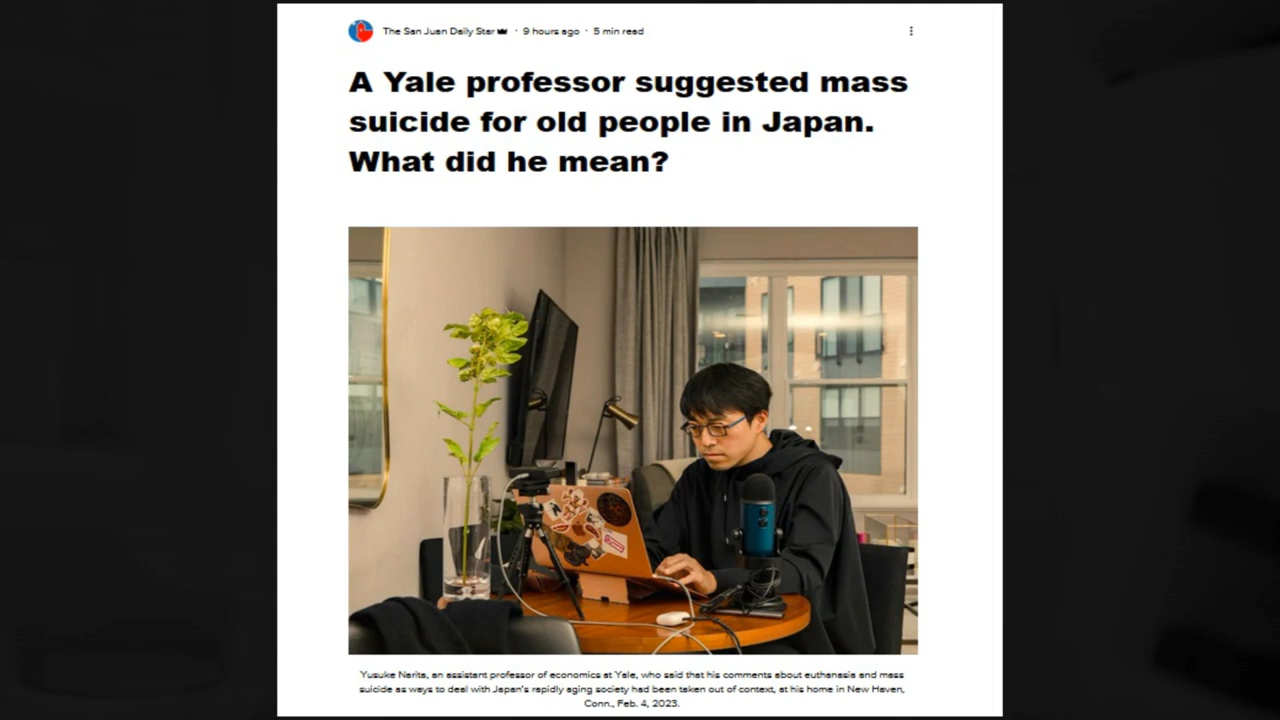 The San Juan Daily Star · 9 hours ago · 5 min read
A Yale professor suggested mass
suicide for old people in Japan.
What did he mean?
Yusuke Narita, an assistant professor of economics at Yale, who said that his comments about euthanasia and mass
suicide as ways to deal with Japan's rapidly aging society had been taken out of context, at his home in New Haven,
Conn., Feb. 4, 2023.